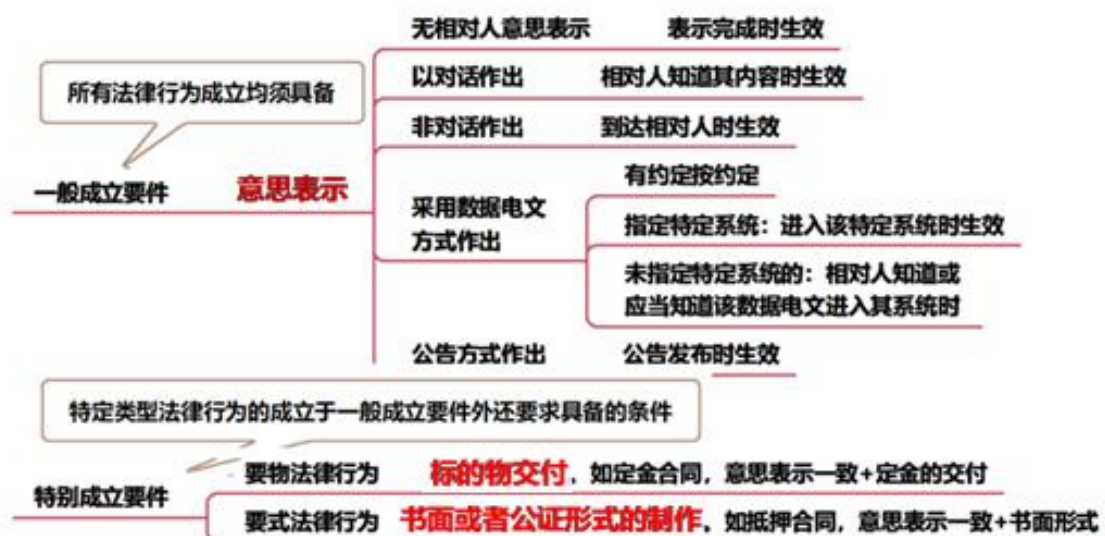 无相对人意思表示 表示完成时生效
所有法律行为成立均须具备
以对话作出 相对人知道其内容时生效
非对话作出 到达相对人时生效
一般成立要件 意思表示
采用数据电文
方式作出
有约定按约定
指定特定系统：进入该特定系统时生效
未指定特定系统的：相对人知道或
应当知道该数据电文进入其系统时
公告方式作出 公告发布时生效
特定类型法律行为的成立于一般成立要件外还要求具备的条件
特别成立要件
要物法律行为 标的物交付，如定金合同，意思表示一致+定金的交付
要式法律行为 书面或者公证形式的制作，如抵押合同，意思表示一致+书面形式